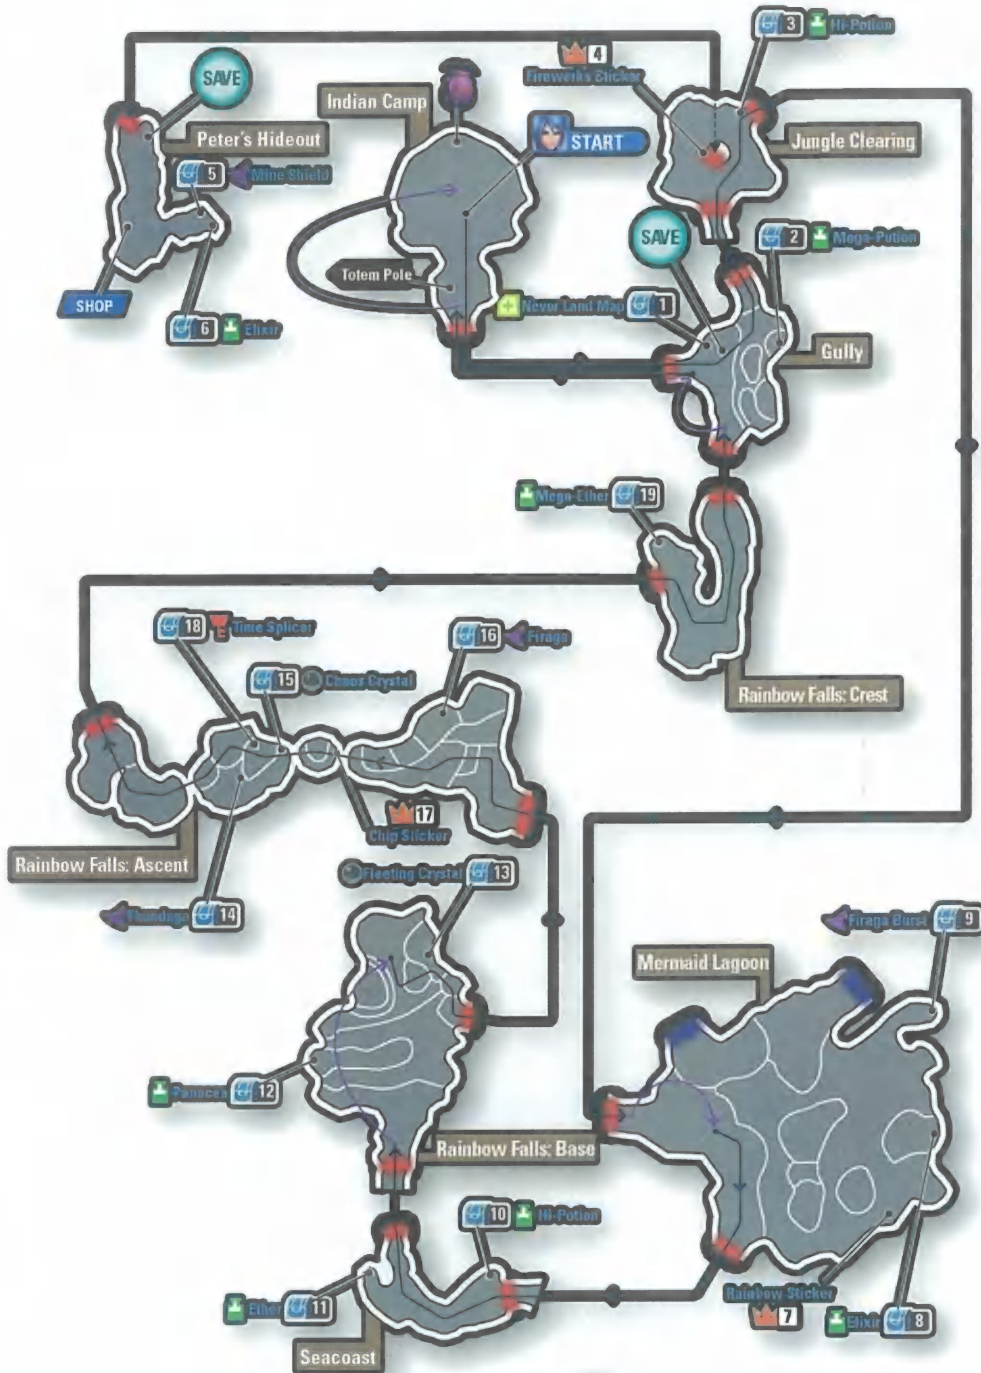 3 Hi-Potion
4
Fireworks Sticker
SAVE
Indian Camp
Peter's Hideout
START
Jungle Clearing
5 Mine Shield
SAVE
2 Mega-Potion
Totem Pole
SHOP
Never Land Map 1
6 Elixir
Gully
Mega-Ether 19
18 E Time Splicer
16 Firaga
15 Chaos Crystal
Rainbow Falls: Crest
17
Chip Sticker
Rainbow Falls: Ascent
Fleeting Crystal 13
Thundaga 14
Firaga Burst 9
Mermaid Lagoon
Panacea 12
Rainbow Falls: Base
10 Hi-Potion
Rainbow Sticker
Ether 11
7
Elixir 8
Seacoast